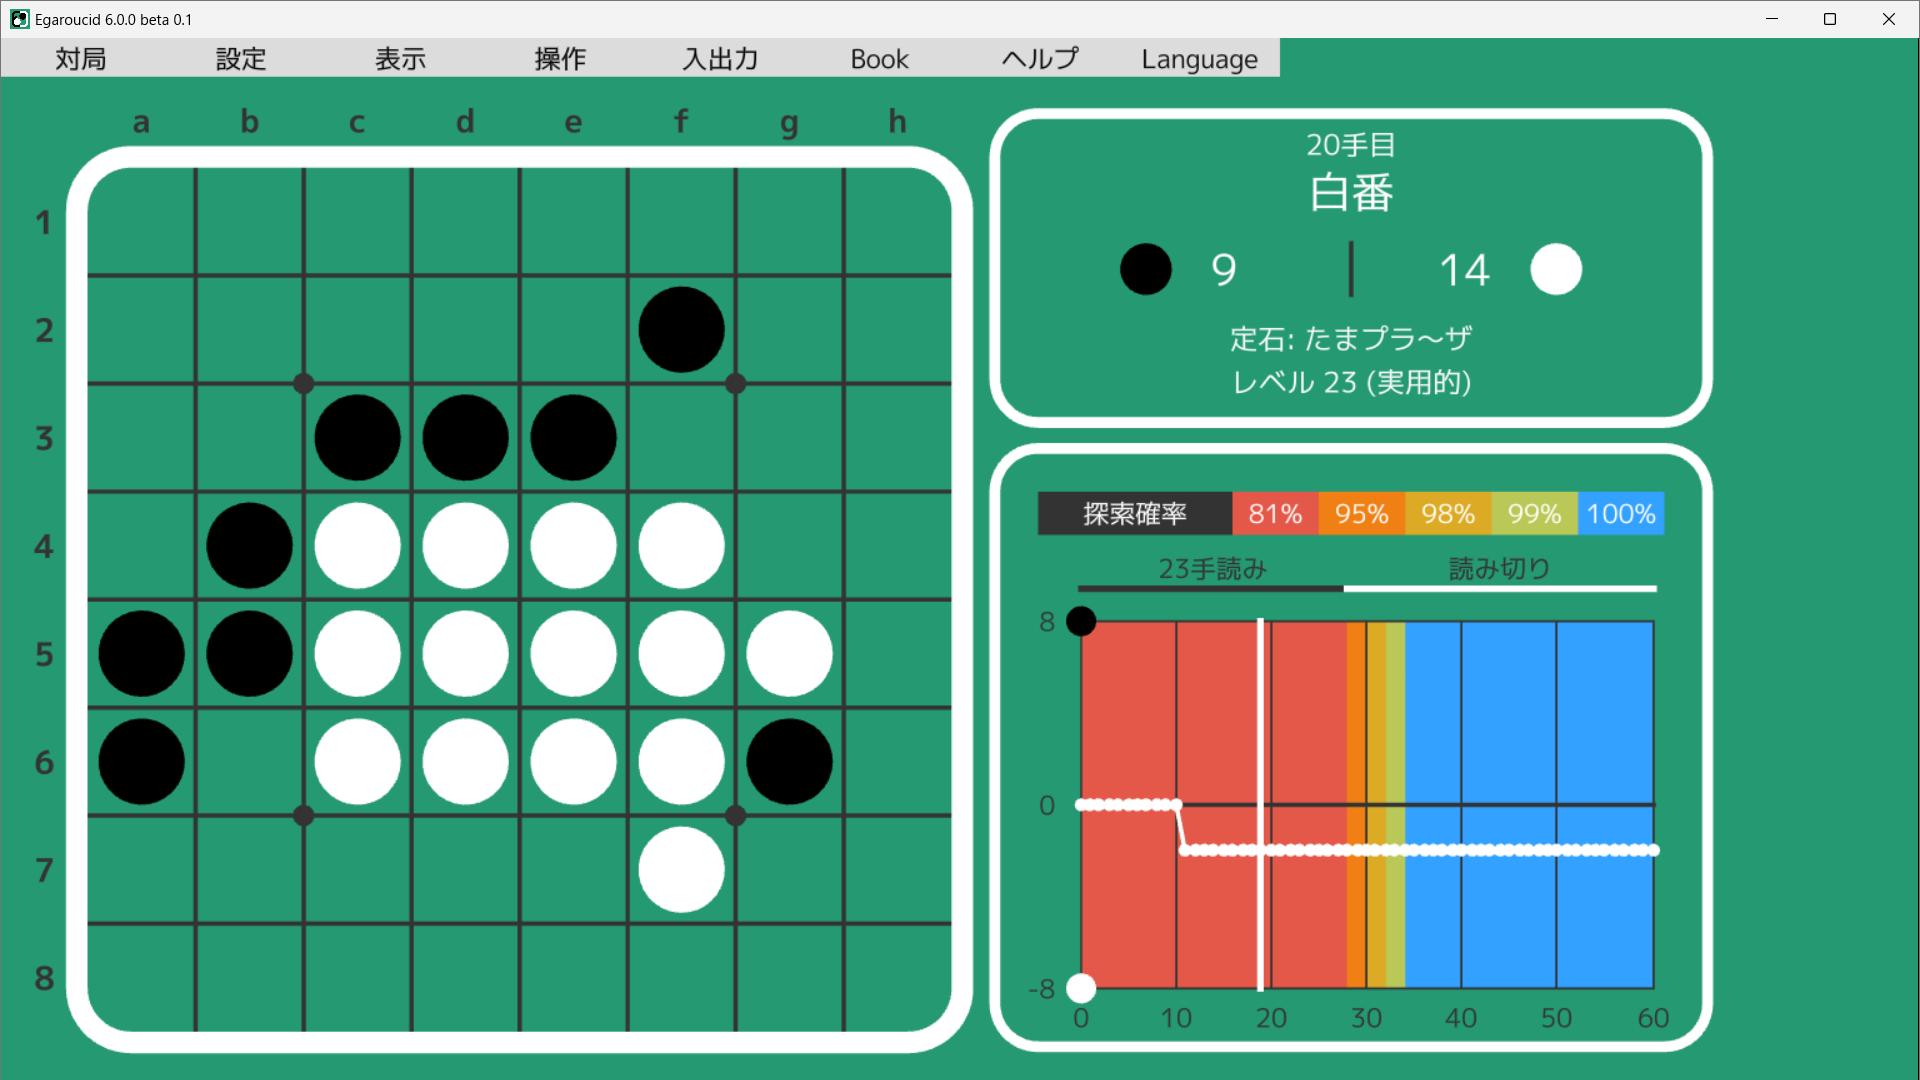 Egaroucid 6.0.0 beta 0.1
対局 設定 表示 操作 入出力 Book ヘルプ Language
a b c d e f g h
1
2
3
4
5
6
7
8
20手目
白番
9 14
定石: たまプラ～ザ
レベル 23 (実用的)
探索確率 81% 95% 98% 99% 100%
23手読み 読み切り
8
0
-8
0 10 20 30 40 50 60